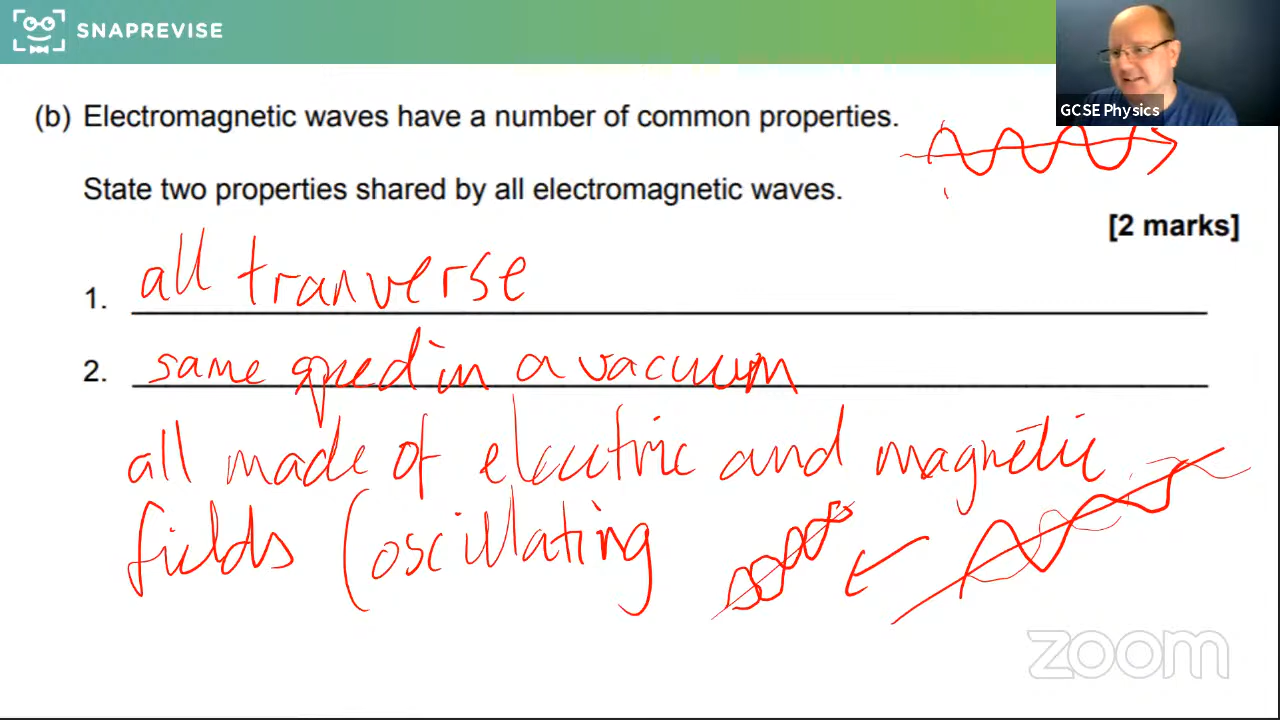 SNAPREVISE
GCSE Physics
(b) Electromagnetic waves have a number of common properties.
State two properties shared by all electromagnetic waves.
[2 marks]
1. all tranverse
2. same speed in a vacuum
all made of electric and magnetic
fields (oscillating
zoom